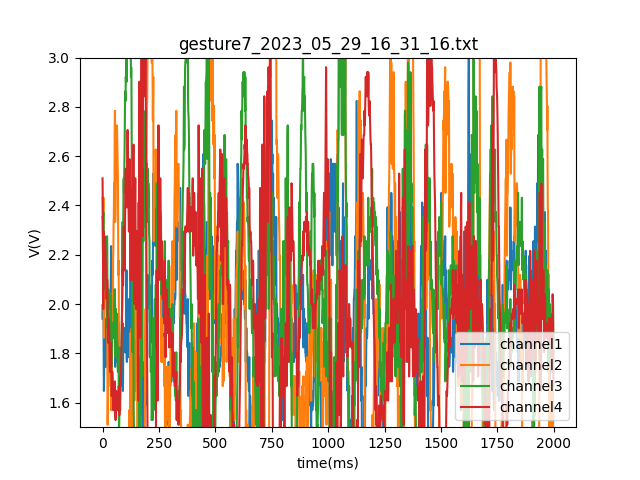 gesture7_2023_05_29_16_31_16.txt
3.0
2.8
2.6
2.4
2.2
2.0
1.8
1.6
V(V)
channel1
channel2
channel3
channel4
0 250 500 750 1000 1250 1500 1750 2000
time(ms)